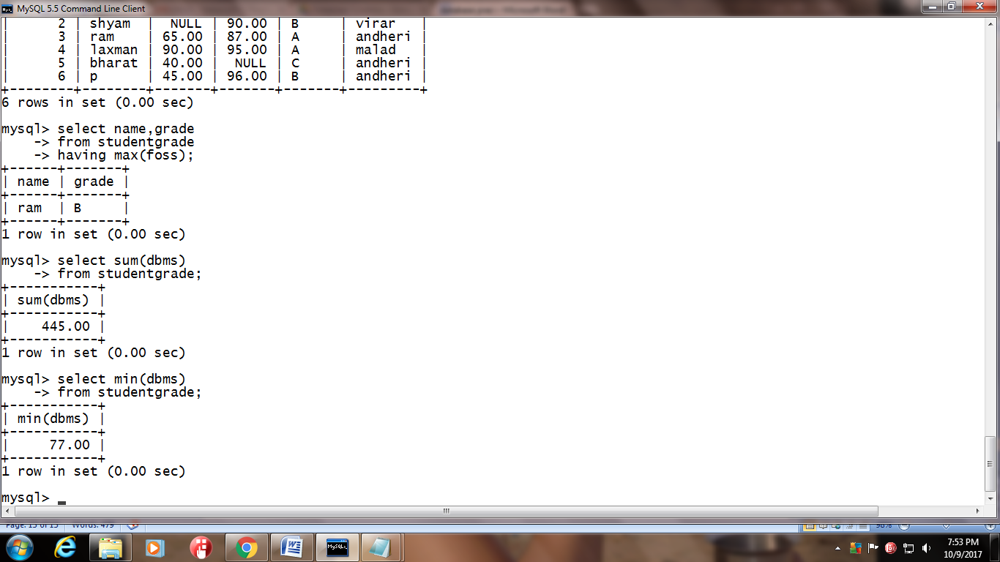 MySQL 5.5 Command Line Client
|       2 | shyam  |  NULL | 90.00 | B     | virar   |
|       3 | ram    | 65.00 | 87.00 | A     | andheri |
|       4 | laxman | 90.00 | 95.00 | A     | malad   |
|       5 | bharat | 40.00 |  NULL | C     | andheri |
|       6 | p      | 45.00 | 96.00 | B     | andheri |
+--------+--------+-------+-------+-------+---------+
6 rows in set (0.00 sec)
mysql> select name,grade
    -> from studentgrade
    -> having max(foss);
+------+-------+
| name | grade |
+------+-------+
| ram  | B     |
+------+-------+
1 row in set (0.00 sec)
mysql> select sum(dbms)
    -> from studentgrade;
+-----------+
| sum(dbms) |
+-----------+
|    445.00 |
+-----------+
1 row in set (0.00 sec)
mysql> select min(dbms)
    -> from studentgrade;
+-----------+
| min(dbms) |
+-----------+
|     77.00 |
+-----------+
1 row in set (0.00 sec)
mysql>
Page: 15 of 15 Words: 479 98%
MySQL
7:53 PM
10/9/2017